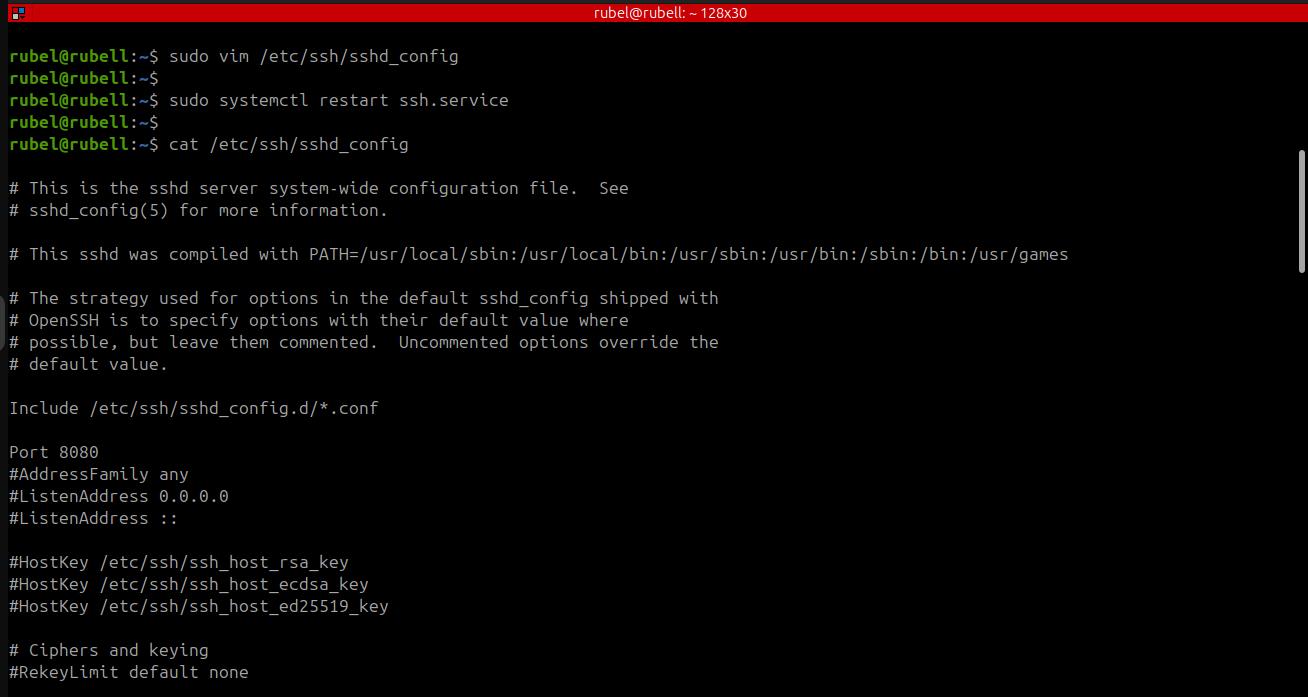 rubel@rubell: ~ 128x30
rubel@rubell:~$ sudo vim /etc/ssh/sshd_config
rubel@rubell:~$
rubel@rubell:~$ sudo systemctl restart ssh.service
rubel@rubell:~$
rubel@rubell:~$ cat /etc/ssh/sshd_config
# This is the sshd server system-wide configuration file.  See
# sshd_config(5) for more information.
# This sshd was compiled with PATH=/usr/local/sbin:/usr/local/bin:/usr/sbin:/usr/bin:/sbin:/bin:/usr/games
# The strategy used for options in the default sshd_config shipped with
# OpenSSH is to specify options with their default value where
# possible, but leave them commented.  Uncommented options override the
# default value.
Include /etc/ssh/sshd_config.d/*.conf
Port 8080
#AddressFamily any
#ListenAddress 0.0.0.0
#ListenAddress ::
#HostKey /etc/ssh/ssh_host_rsa_key
#HostKey /etc/ssh/ssh_host_ecdsa_key
#HostKey /etc/ssh/ssh_host_ed25519_key
# Ciphers and keying
#RekeyLimit default none